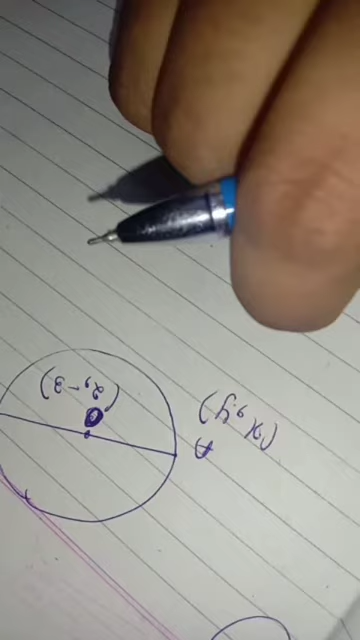 A
(x, y)
(2, -3)